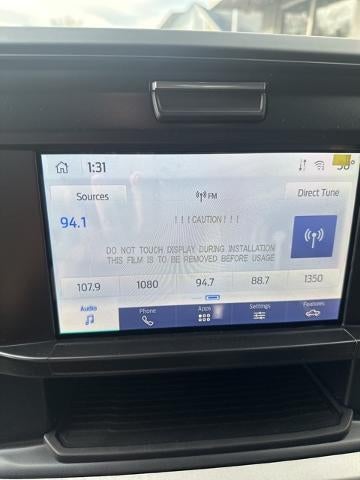 1:31
Sources
FM
Direct Tune
94.1
!!!CAUTION!!!
DO NOT TOUCH DISPLAY DURING INSTALLATION
THIS FILM IS TO BE REMOVED BEFORE USAGE
107.9 1080 94.7 88.7 1350
Audio Phone Apps Settings Features